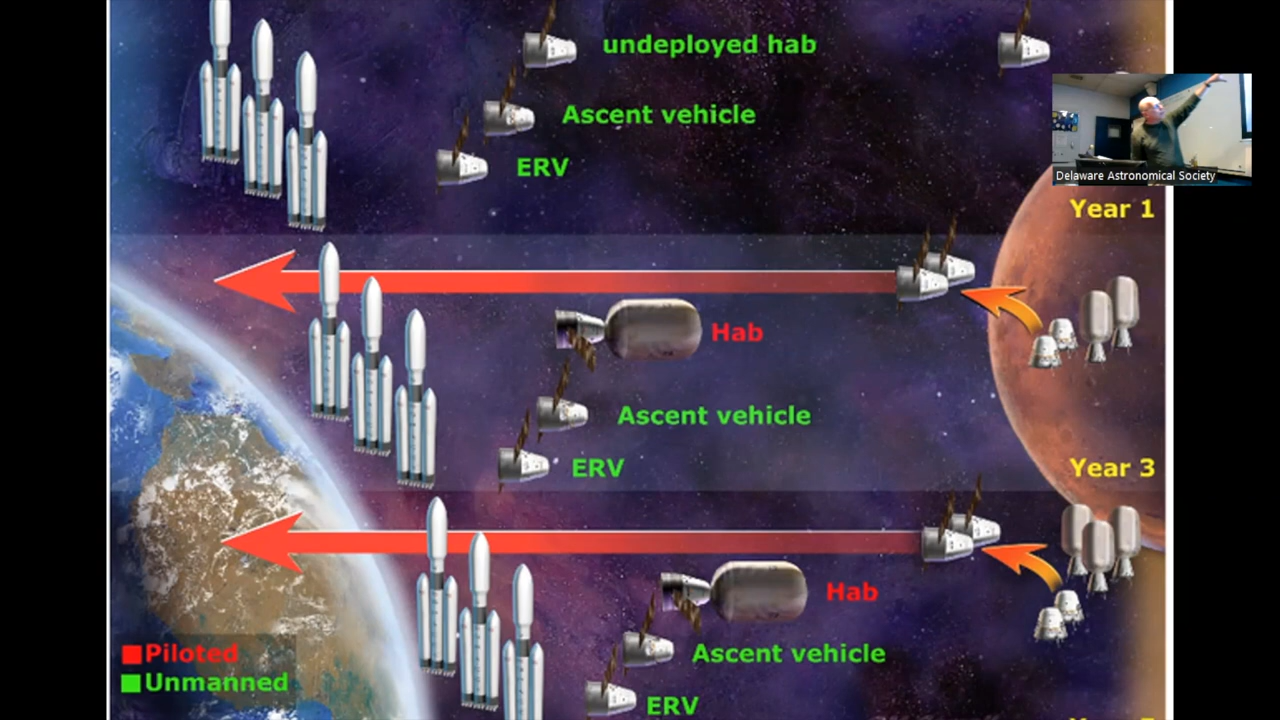 undeployed hab
Ascent vehicle
ERV
Delaware Astronomical Society
Year 1
Hab
Ascent vehicle
ERV
Year 3
Hab
Ascent vehicle
ERV
Piloted
Unmanned